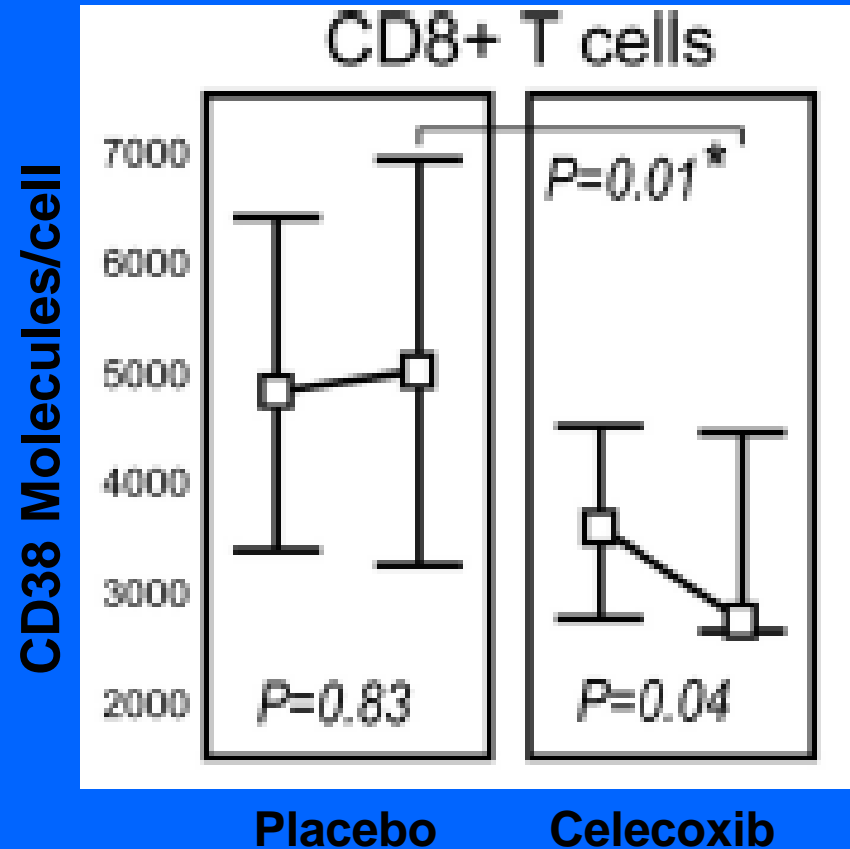 CD8+ T cells
CD38 Molecules/cell
7000
6000
5000
4000
3000
2000
P=0.01*
P=0.83
P=0.04
Placebo
Celecoxib